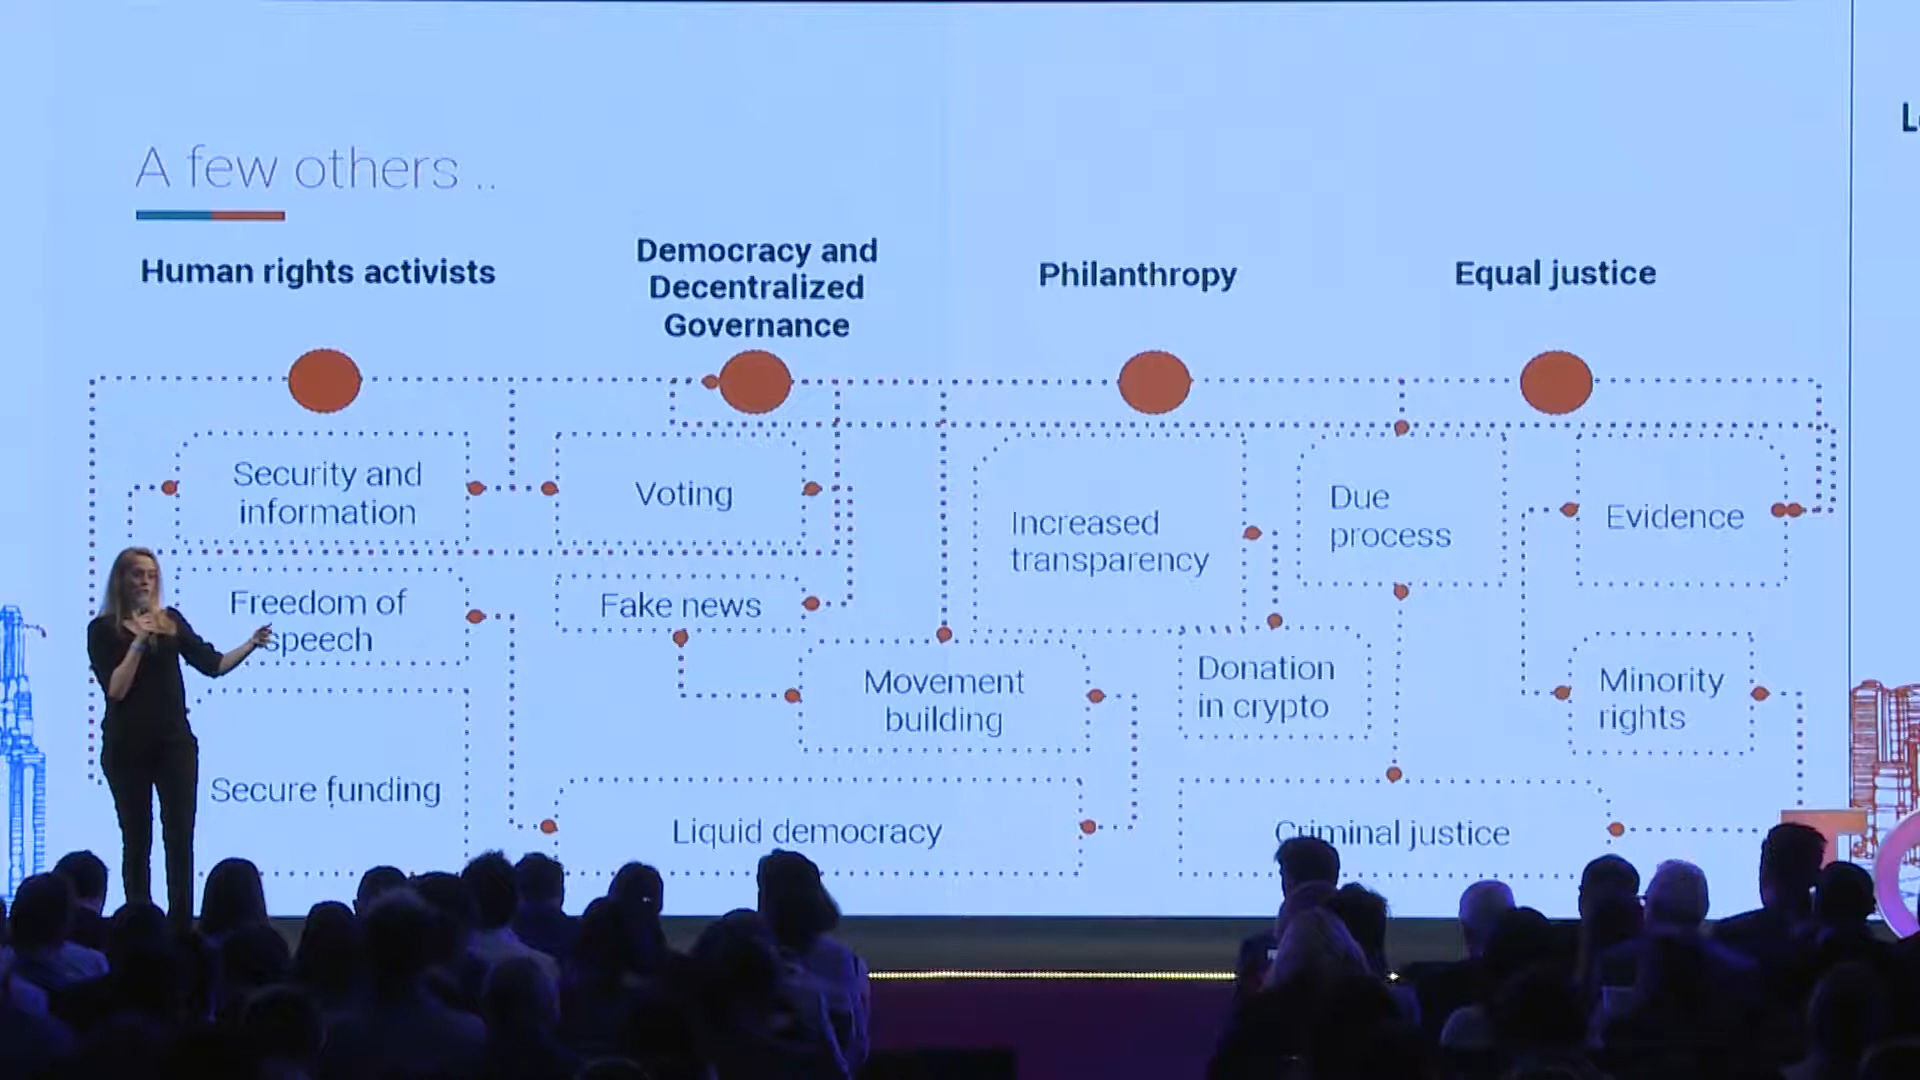 A few others ..
Human rights activists
Democracy and
Decentralized
Governance
Philanthropy
Equal justice
Security and
information
Voting
Increased
transparency
Due
process
Evidence
Freedom of
speech
Fake news
Movement
building
Donation
in crypto
Minority
rights
Secure funding
Liquid democracy
Criminal justice